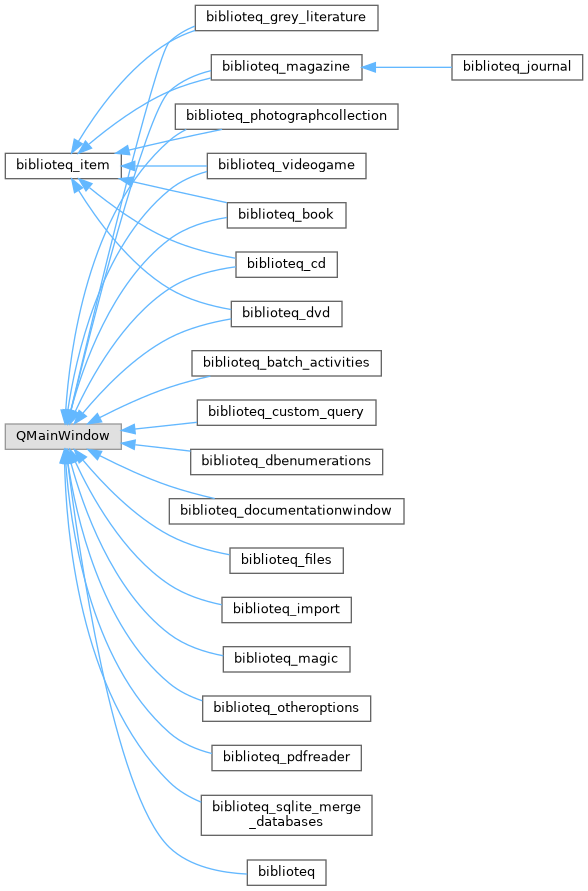 biblioteq_grey_literature
biblioteq_magazine
biblioteq_journal
biblioteq_photographcollection
biblioteq_item
biblioteq_videogame
biblioteq_book
biblioteq_cd
biblioteq_dvd
biblioteq_batch_activities
biblioteq_custom_query
QMainWindow
biblioteq_dbenumerations
biblioteq_documentationwindow
biblioteq_files
biblioteq_import
biblioteq_magic
biblioteq_otheroptions
biblioteq_pdfreader
biblioteq_sqlite_merge
_databases
biblioteq